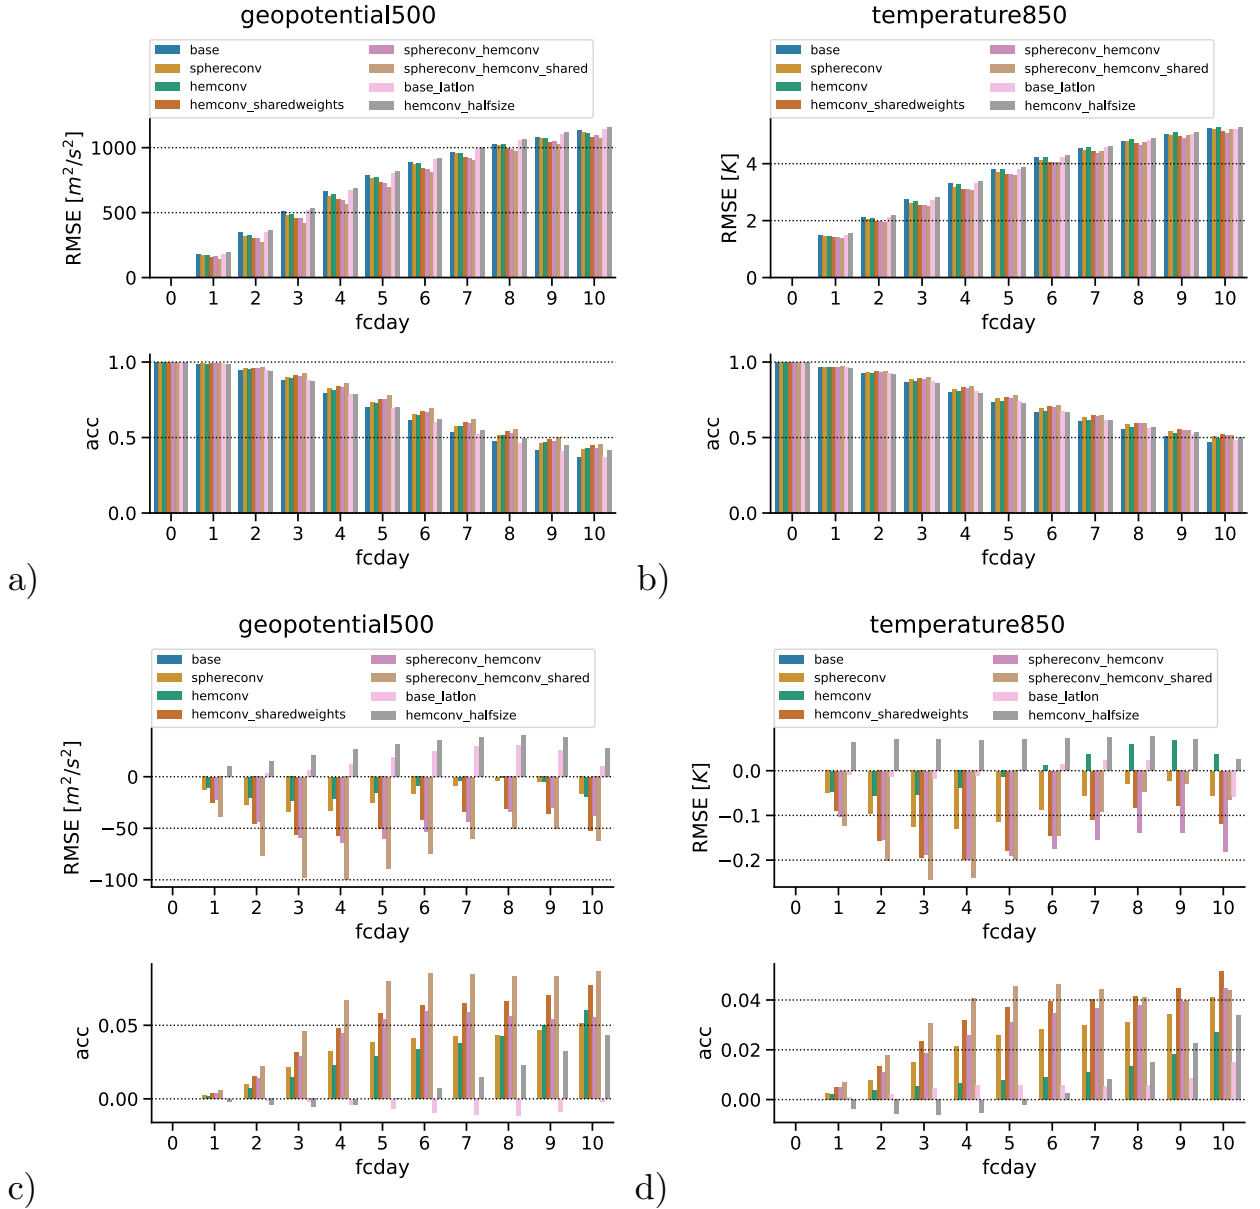 geopotential500
base
sphereconv
hemconv
hemconv_sharedweights
sphereconv_hemconv
sphereconv_hemconv_shared
base_latlon
hemconv_halfsize
RMSE [m²/s²]
1000
500
0
0 1 2 3 4 5 6 7 8 9 10
fcday
acc
1.0
0.5
0.0
0 1 2 3 4 5 6 7 8 9 10
fcday
a)
temperature850
base
sphereconv
hemconv
hemconv_sharedweights
sphereconv_hemconv
sphereconv_hemconv_shared
base_latlon
hemconv_halfsize
RMSE [K]
4
2
0
0 1 2 3 4 5 6 7 8 9 10
fcday
acc
1.0
0.5
0.0
0 1 2 3 4 5 6 7 8 9 10
fcday
b)
geopotential500
base
sphereconv
hemconv
hemconv_sharedweights
sphereconv_hemconv
sphereconv_hemconv_shared
base_latlon
hemconv_halfsize
RMSE [m²/s²]
0
−50
−100
0 1 2 3 4 5 6 7 8 9 10
fcday
acc
0.05
0.00
0 1 2 3 4 5 6 7 8 9 10
fcday
c)
temperature850
base
sphereconv
hemconv
hemconv_sharedweights
sphereconv_hemconv
sphereconv_hemconv_shared
base_latlon
hemconv_halfsize
RMSE [K]
0.0
−0.1
−0.2
0 1 2 3 4 5 6 7 8 9 10
fcday
acc
0.04
0.02
0.00
0 1 2 3 4 5 6 7 8 9 10
fcday
d)